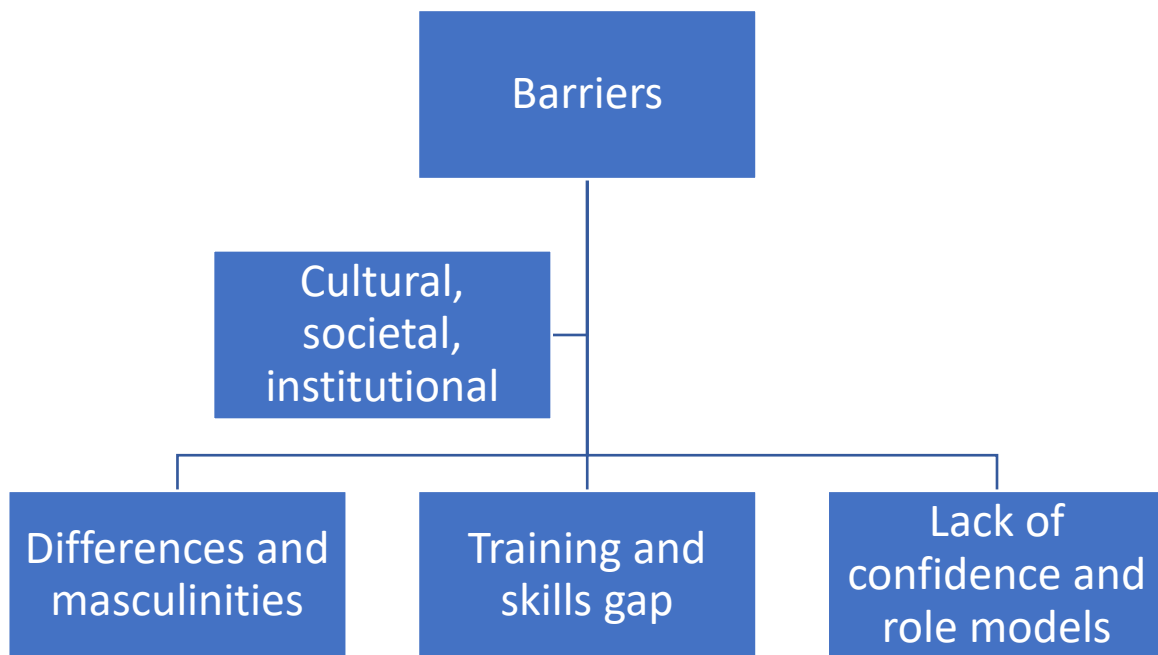 Barriers
Cultural,
societal,
institutional
Differences and
masculinities
Training and
skills gap
Lack of
confidence and
role models